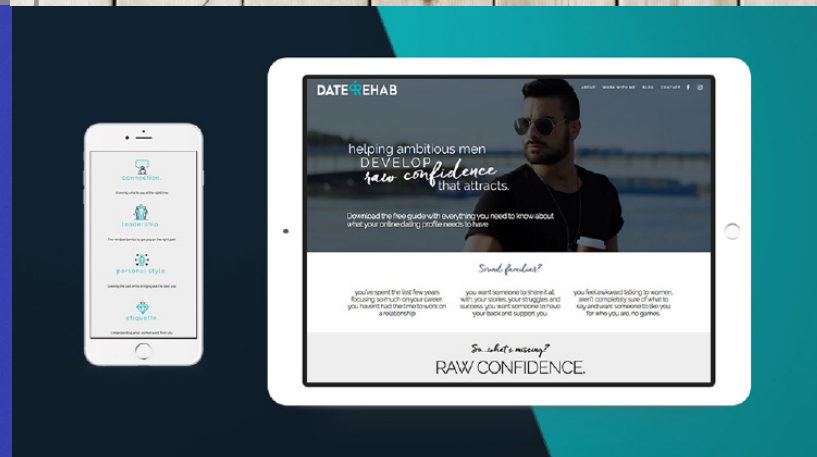 connection.
leadership
personal style
etiquette.
DATE REHAB
ABOUT WORK WITH ME BLOG CONTACT
helping ambitious men
DEVELOP
raw confidence
that attracts.
Download the free guide with everything you need to know about
what your online dating profile needs to have
Sound familiar?
you've spent the last few years
focusing so much on your career,
you haven't had the time to work on
a relationship
you want someone to share it all
with, your stories, your struggles and
success, you want someone to have
your back and support you.
you feel awkward talking to women,
aren't completely sure of what to
say and want someone to like you
for who you are, no games.
So...what's missing?
RAW CONFIDENCE.